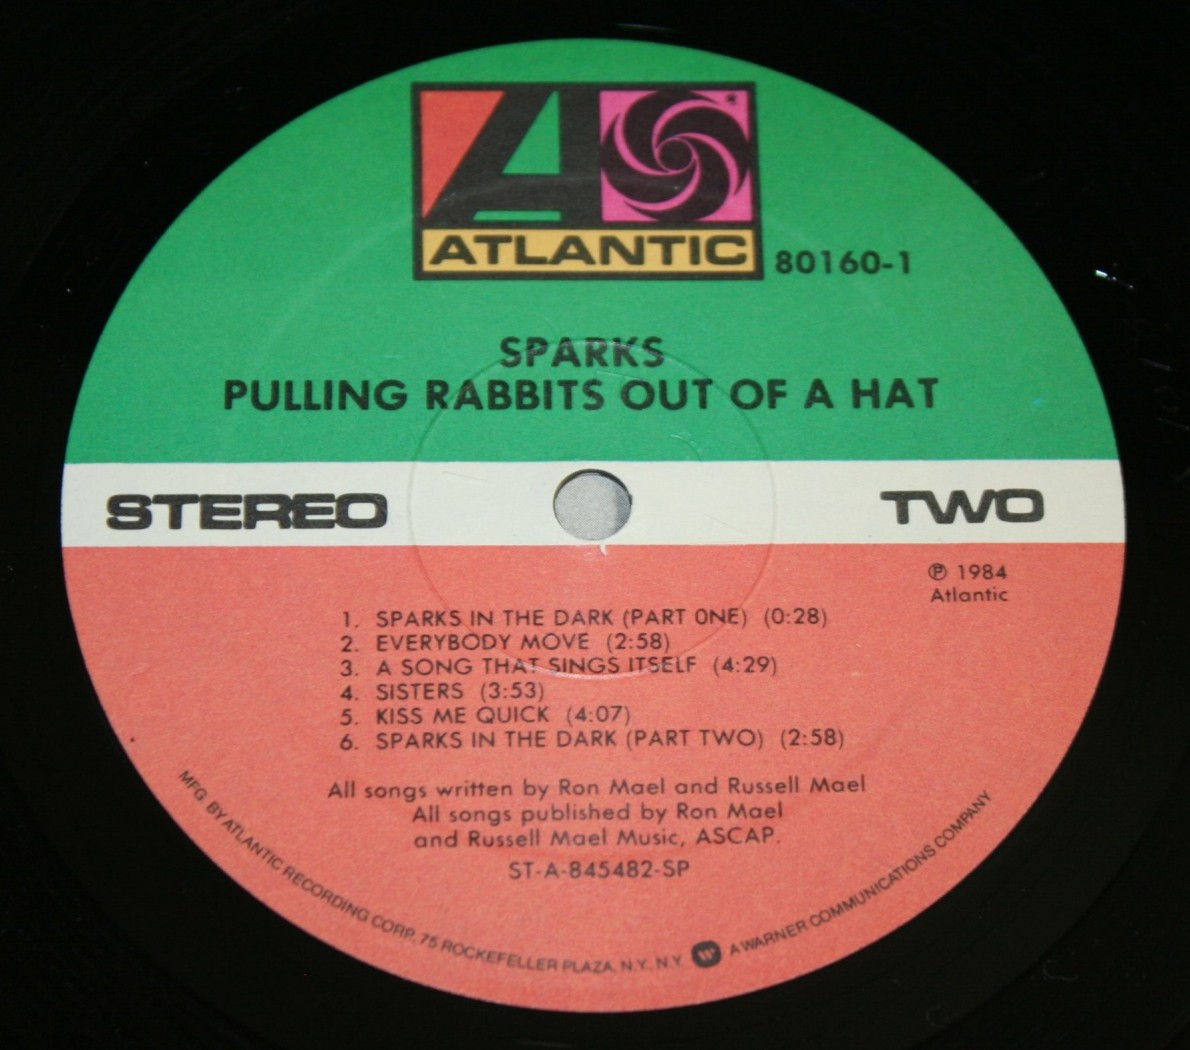 ATLANTIC
80160-1
SPARKS
PULLING RABBITS OUT OF A HAT
STEREO
TWO
℗ 1984
Atlantic
1. SPARKS IN THE DARK (PART ONE) (0:28)
2. EVERYBODY MOVE (2:58)
3. A SONG THAT SINGS ITSELF (4:29)
4. SISTERS (3:53)
5. KISS ME QUICK (4:07)
6. SPARKS IN THE DARK (PART TWO) (2:58)
All songs written by Ron Mael and Russell Mael
All songs published by Ron Mael
and Russell Mael Music, ASCAP.
ST-A-845482-SP
MFG. BY ATLANTIC RECORDING CORP. 75 ROCKEFELLER PLAZA, N.Y. N.Y. A WARNER COMMUNICATIONS COMPANY